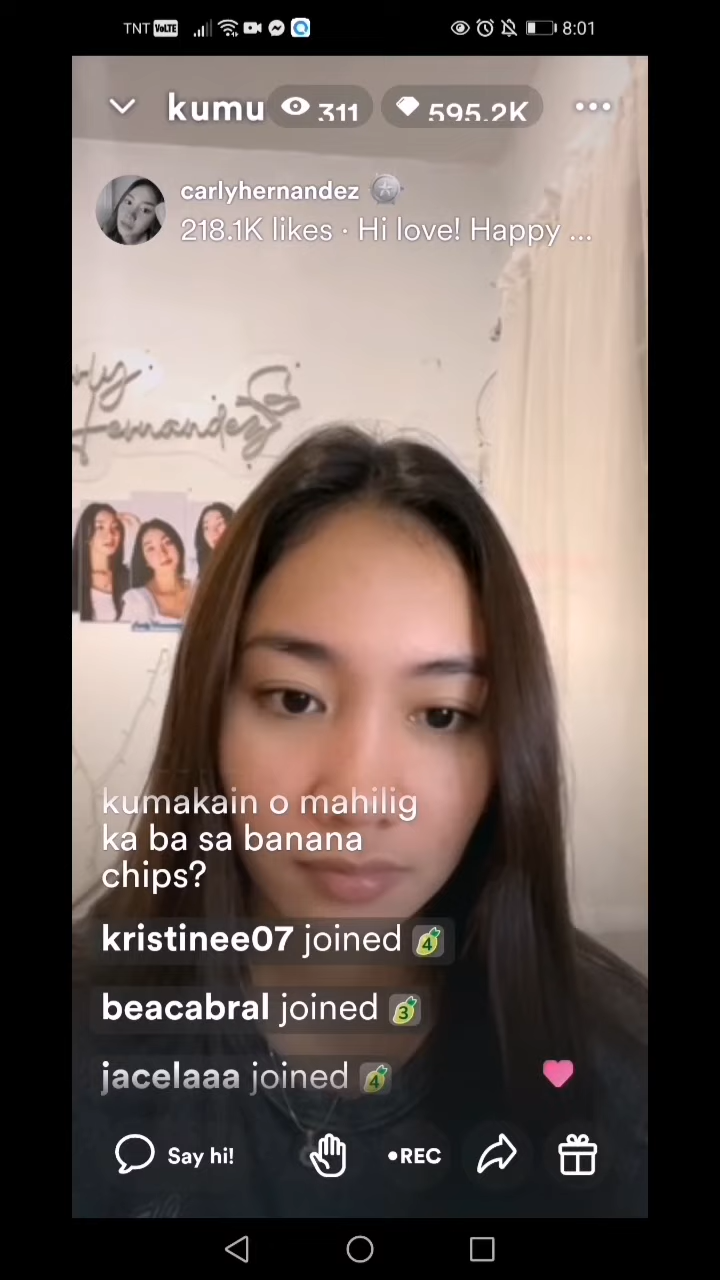 TNT VoLTE 8:01
kumu 311 595.2K
carlyhernandez
218.1K likes · Hi love! Happy ...
Hernandez
kumakain o mahilig
ka ba sa banana
chips?
kristinee07 joined 4
beacabral joined 3
jacelaaa joined 4
Say hi! •REC